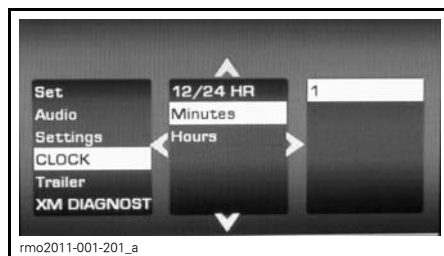 Set
Audio
Settings
CLOCK
Trailer
XM DIAGNOST
12/24 HR
Minutes
Hours
1
rmo2011-001-201_a